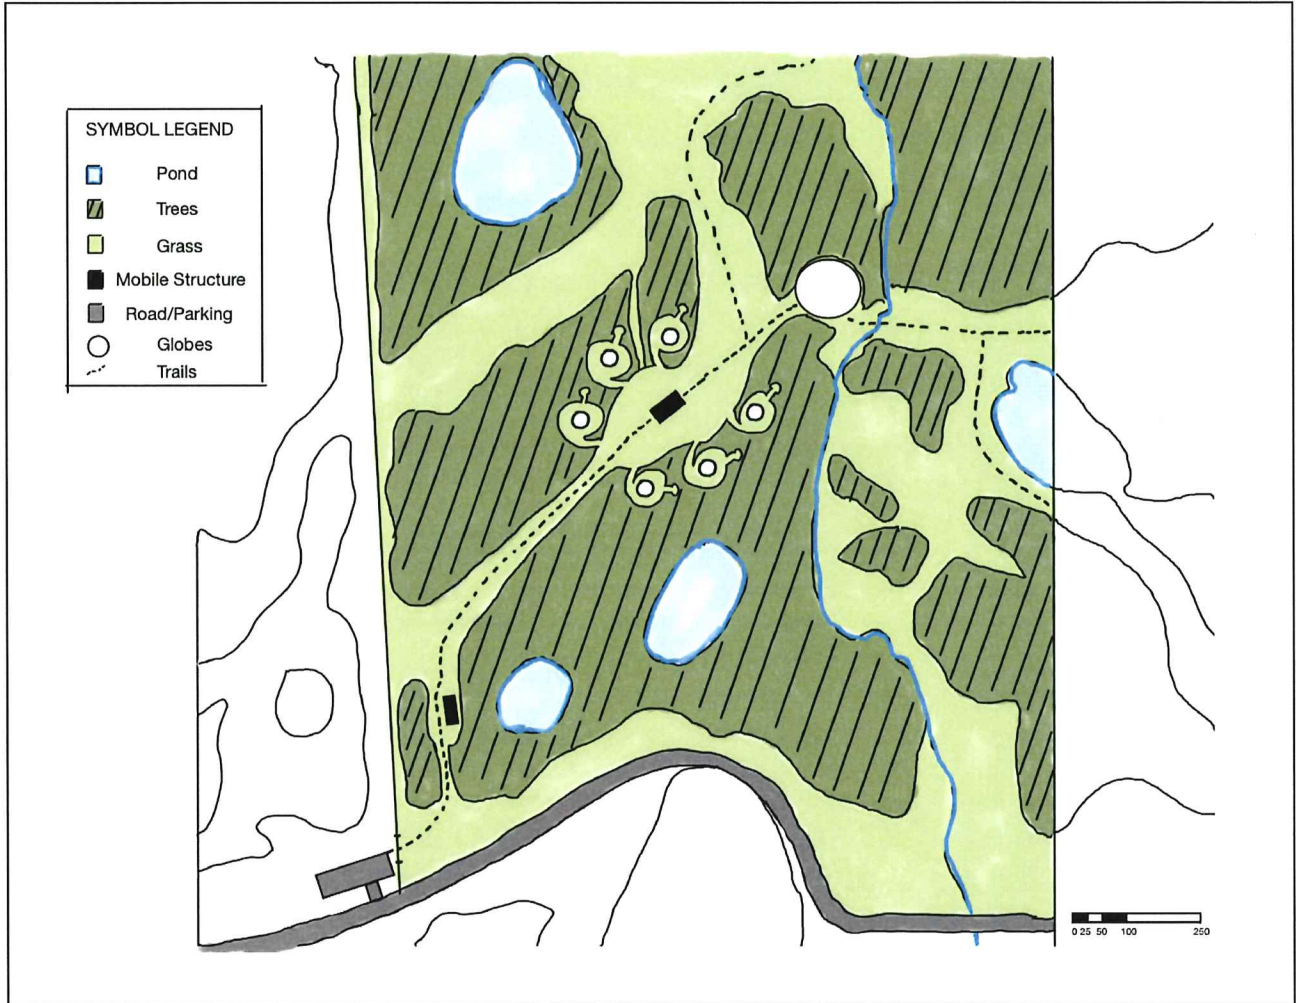 SYMBOL LEGEND
Pond
Trees
Grass
Mobile Structure
Road/Parking
Globes
Trails
0 25 50 100 250